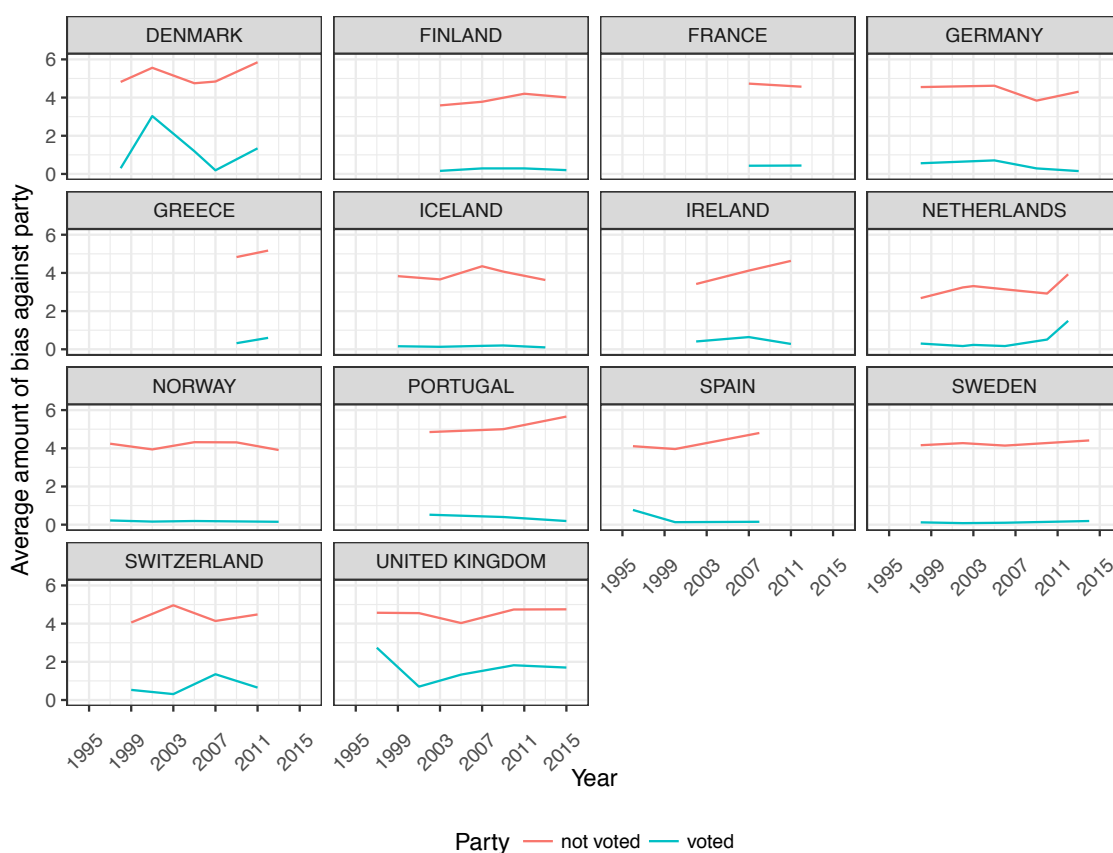 DENMARK FINLAND FRANCE GERMANY
6
4
2
0
GREECE ICELAND IRELAND NETHERLANDS
6
4
2
0
NORWAY PORTUGAL SPAIN SWEDEN
6
4
2
0
1995 1999 2003 2007 2011 2015 1995 1999 2003 2007 2011 2015
SWITZERLAND UNITED KINGDOM
6
4
2
0
1995 1999 2003 2007 2011 2015 1995 1999 2003 2007 2011 2015
Average amount of bias against party
Year
Party not voted voted